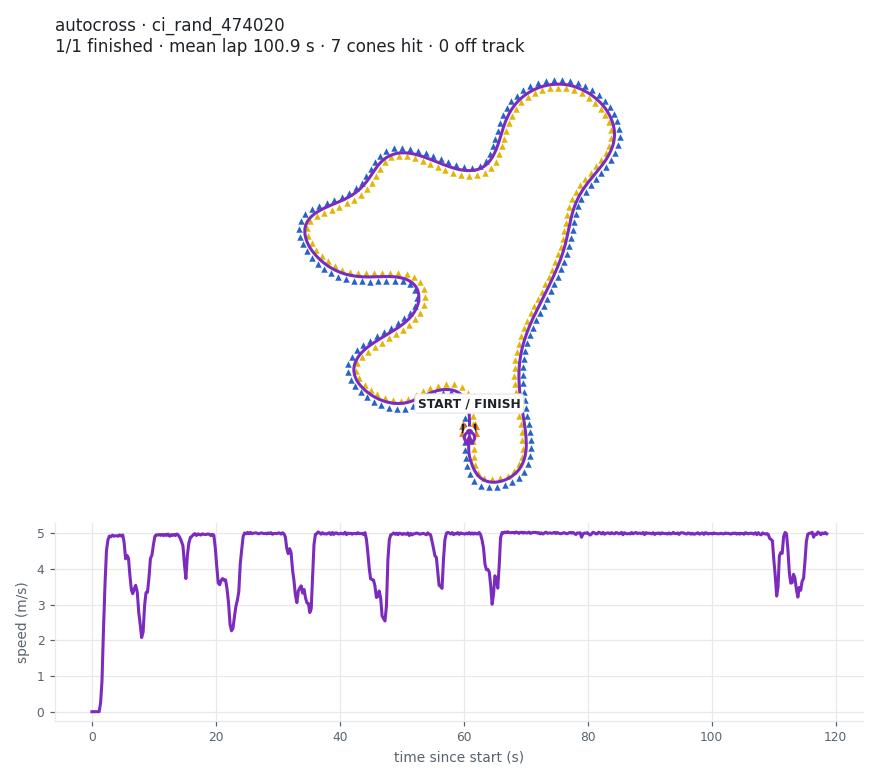 autocross · ci_rand_474020
1/1 finished · mean lap 100.9 s · 7 cones hit · 0 off track
START / FINISH
5
4
3
2
1
0
speed (m/s)
0 20 40 60 80 100 120
time since start (s)